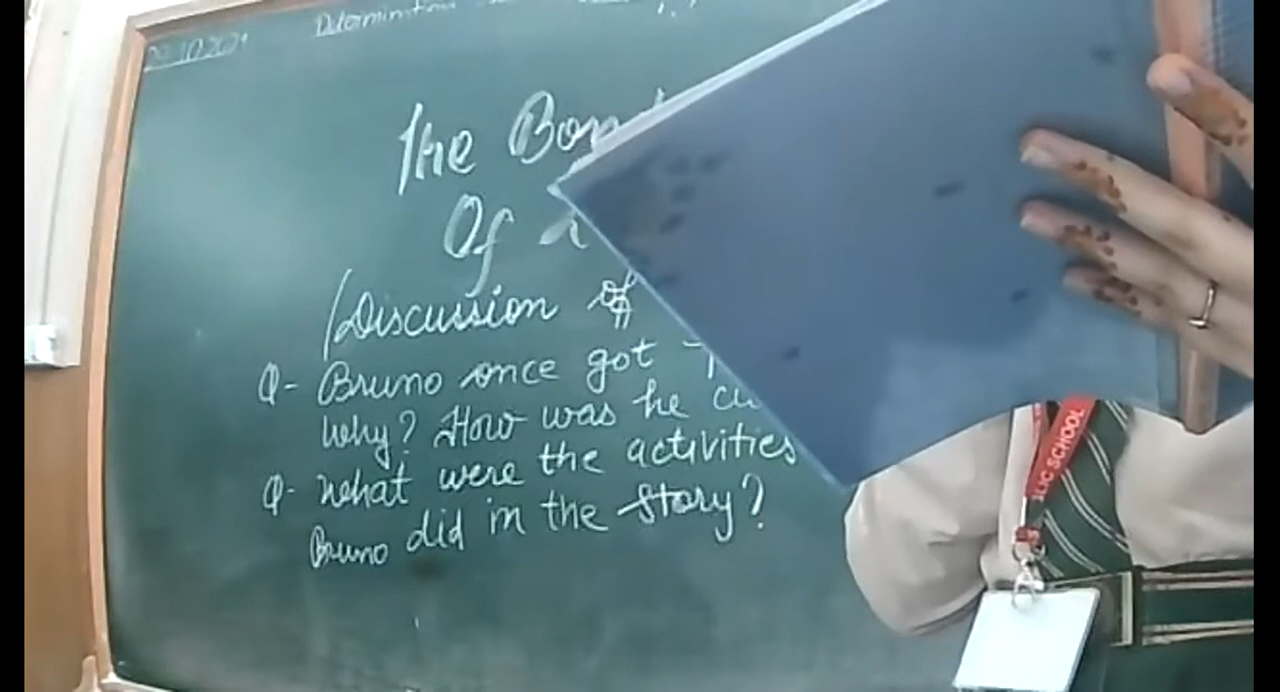 Determination
The
Of a
Discussion of
Q- Bruno once got
why? How was he
Q- What were the activities
Bruno did in the story?
SCHOOL